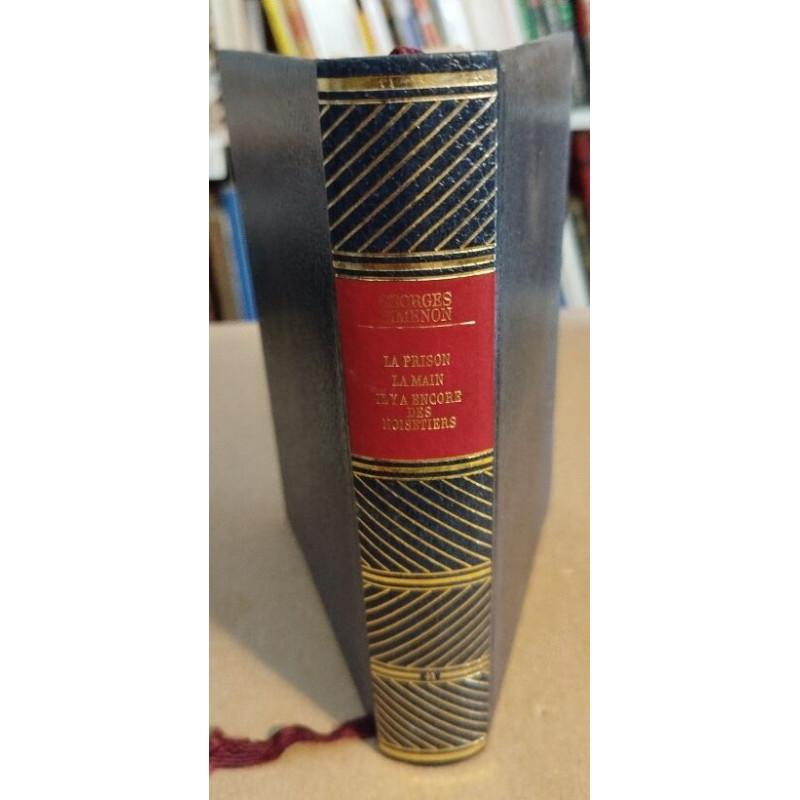 GEORGES
SIMENON
LA PRISON
LA MAIN
IL Y A ENCORE
DES
NOISETIERS